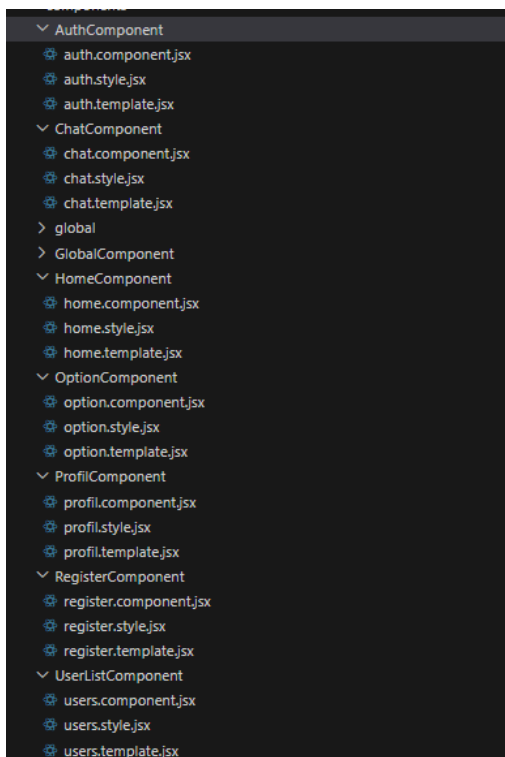 components
AuthComponent
auth.component.jsx
auth.style.jsx
auth.template.jsx
ChatComponent
chat.component.jsx
chat.style.jsx
chat.template.jsx
global
GlobalComponent
HomeComponent
home.component.jsx
home.style.jsx
home.template.jsx
OptionComponent
option.component.jsx
option.style.jsx
option.template.jsx
ProfilComponent
profil.component.jsx
profil.style.jsx
profil.template.jsx
RegisterComponent
register.component.jsx
register.style.jsx
register.template.jsx
UserListComponent
users.component.jsx
users.style.jsx
users.template.jsx